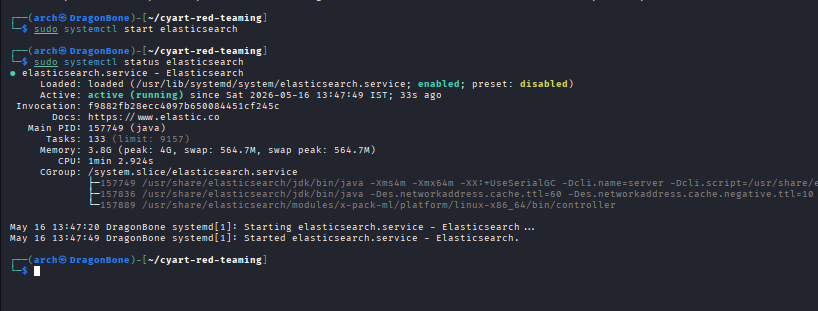 ┌──(arch㉿DragonBone)-[~/cyart-red-teaming]
└─$ sudo systemctl start elasticsearch
┌──(arch㉿DragonBone)-[~/cyart-red-teaming]
└─$ sudo systemctl status elasticsearch
● elasticsearch.service - Elasticsearch
Loaded: loaded (/usr/lib/systemd/system/elasticsearch.service; enabled; preset: disabled)
Active: active (running) since Sat 2026-05-16 13:47:49 IST; 33s ago
Invocation: f9882fb28ecc4097b650084451cf245c
Docs: https://www.elastic.co
Main PID: 157749 (java)
Tasks: 133 (limit: 9157)
Memory: 3.8G (peak: 4G, swap: 564.7M, swap peak: 564.7M)
CPU: 1min 2.924s
CGroup: /system.slice/elasticsearch.service
├─157749 /usr/share/elasticsearch/jdk/bin/java -Xms4m -Xmx64m -XX:+UseSerialGC -Dcli.name=server -Dcli.script=/usr/share/e
├─157836 /usr/share/elasticsearch/jdk/bin/java -Des.networkaddress.cache.ttl=60 -Des.networkaddress.cache.negative.ttl=10
└─157889 /usr/share/elasticsearch/modules/x-pack-ml/platform/linux-x86_64/bin/controller
May 16 13:47:20 DragonBone systemd[1]: Starting elasticsearch.service - Elasticsearch...
May 16 13:47:49 DragonBone systemd[1]: Started elasticsearch.service - Elasticsearch.
┌──(arch㉿DragonBone)-[~/cyart-red-teaming]
└─$